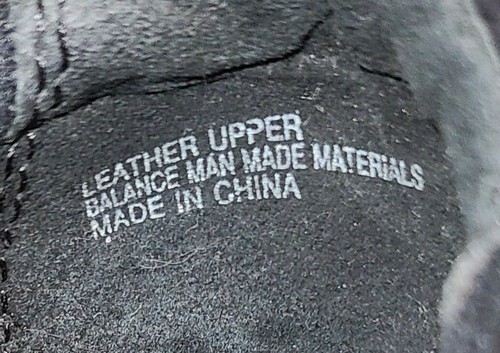 LEATHER UPPER
BALANCE MAN MADE MATERIALS
MADE IN CHINA